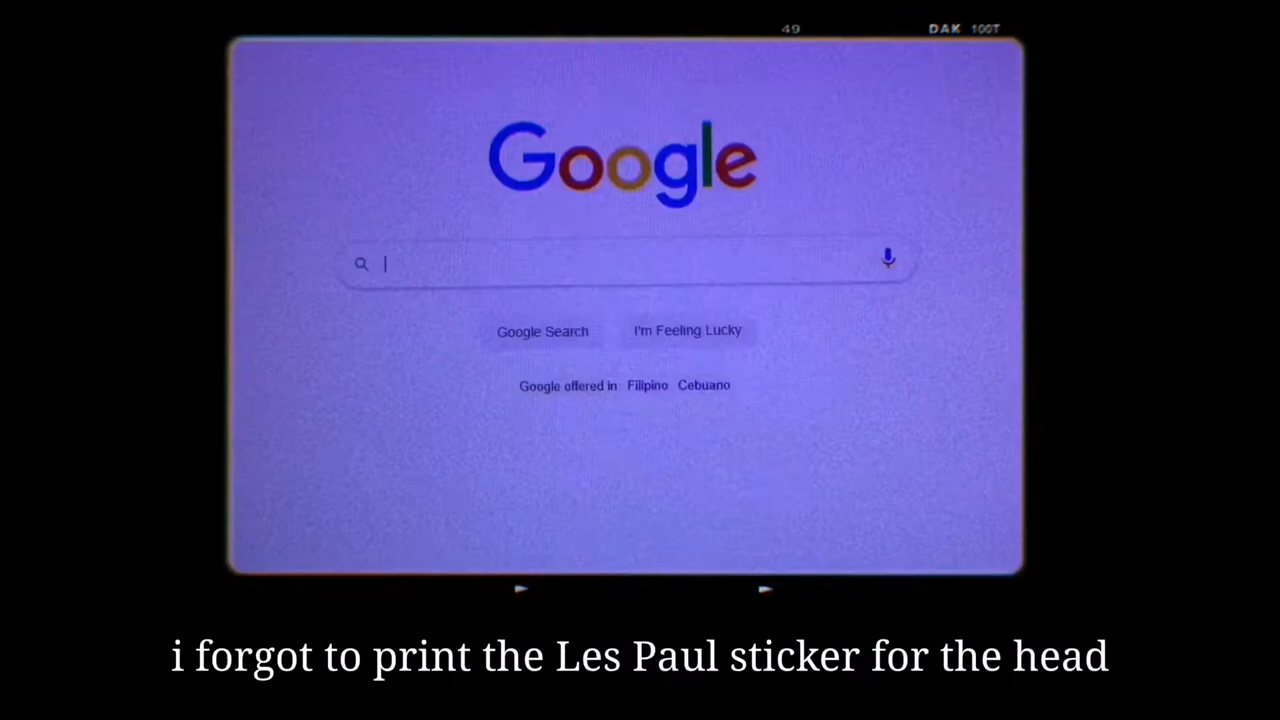 49 DAK 100T
Google
Google Search I'm Feeling Lucky
Google offered in Filipino Cebuano
i forgot to print the Les Paul sticker for the head